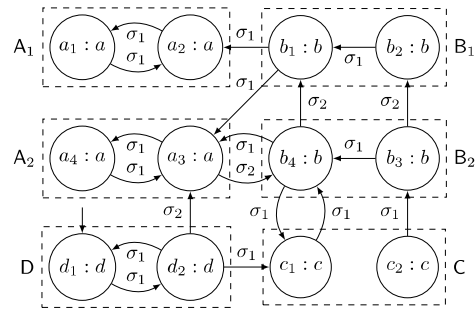 A₁ a₁ : a σ₁ σ₁ a₂ : a σ₁ b₁ : b σ₁ b₂ : b B₁
σ₁ σ₂ σ₂
A₂ a₄ : a σ₁ σ₁ a₃ : a σ₁ σ₂ b₄ : b σ₁ b₃ : b B₂
σ₂ σ₁ σ₁ σ₁
D d₁ : d σ₁ σ₁ d₂ : d σ₁ c₁ : c c₂ : c C